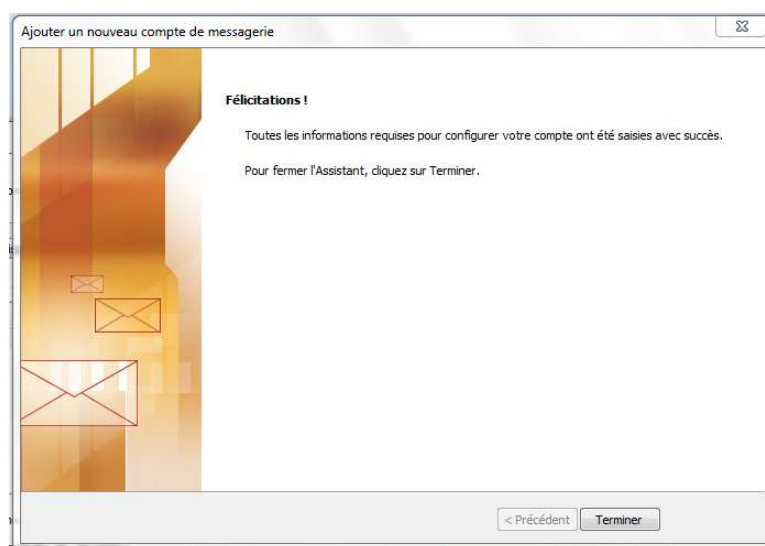 Ajouter un nouveau compte de messagerie
Félicitations !
Toutes les informations requises pour configurer votre compte ont été saisies avec succès.
Pour fermer l'Assistant, cliquez sur Terminer.
< Précédent
Terminer